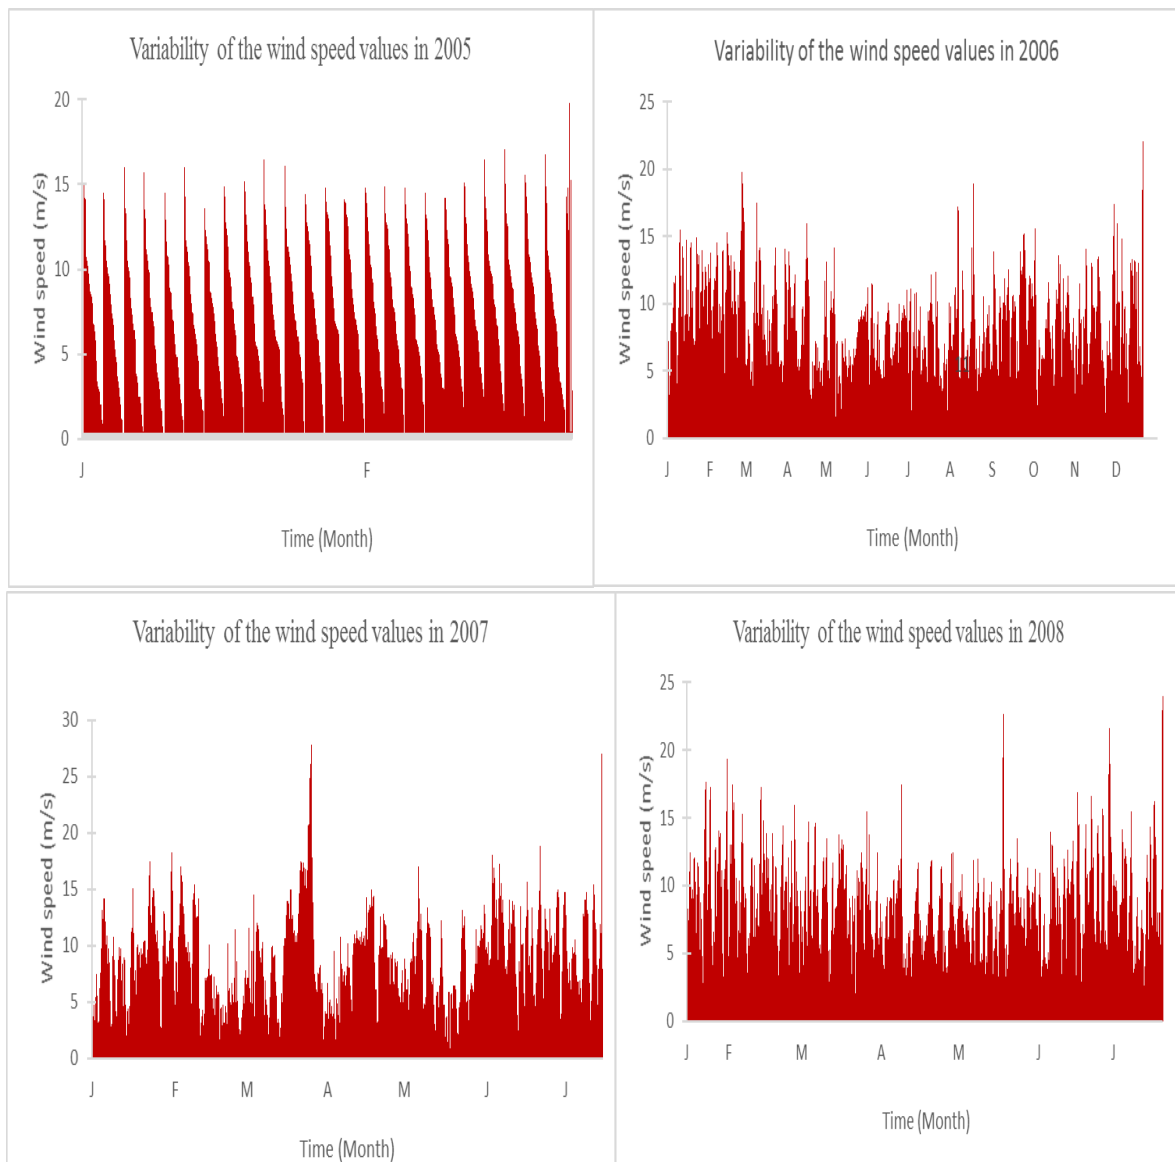 Variability of the wind speed values in 2005
Wind speed (m/s)
20
15
10
5
0
J F
Time (Month)
Variability of the wind speed values in 2006
Wind speed (m/s)
25
20
15
10
5
0
J F M A M J J A S O N D
Time (Month)
Variability of the wind speed values in 2007
Wind speed (m/s)
30
25
20
15
10
5
0
J F M A M J J
Time (Month)
Variability of the wind speed values in 2008
Wind speed (m/s)
25
20
15
10
5
0
J F M A M J J
Time (Month)